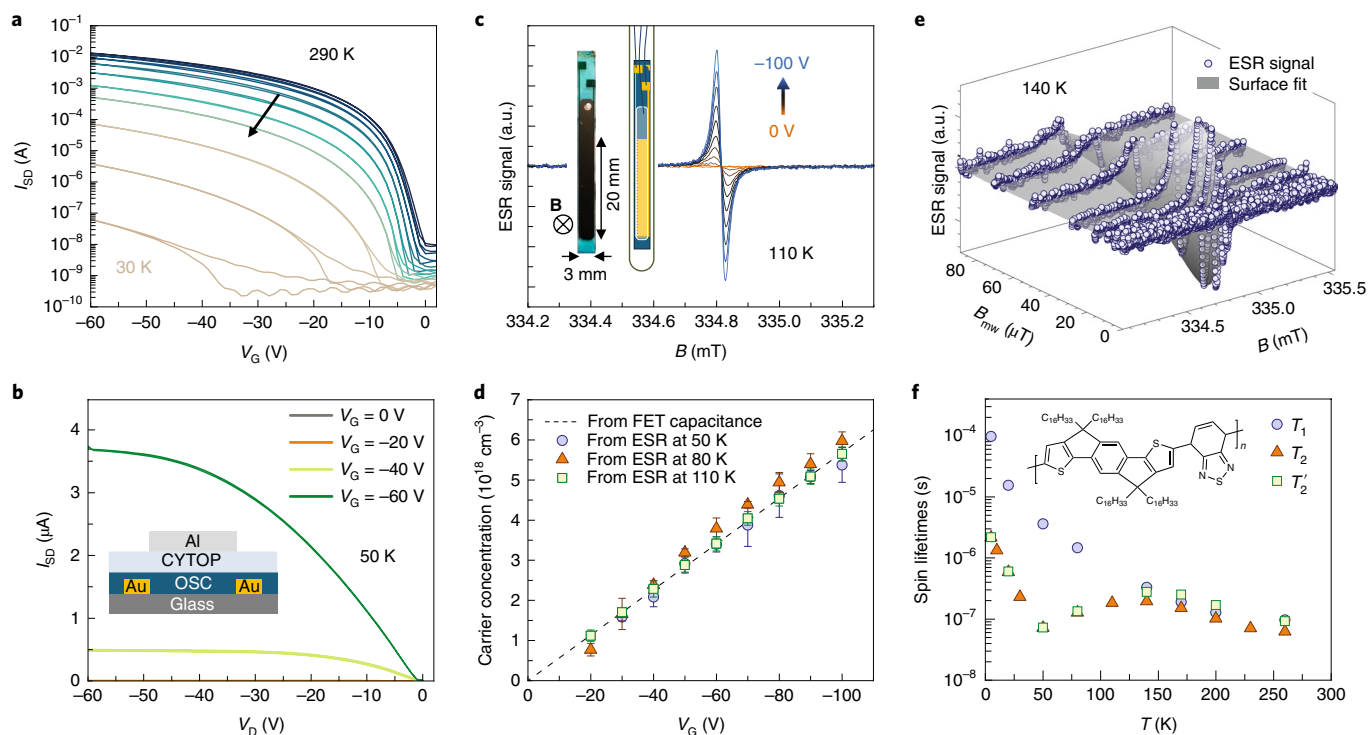 a
I_SD (A)
10⁻¹
10⁻²
10⁻³
10⁻⁴
10⁻⁵
10⁻⁶
10⁻⁷
10⁻⁸
10⁻⁹
10⁻¹⁰
290 K
30 K
–60 –50 –40 –30 –20 –10 0
V_G (V)
b
I_SD (µA)
4
3
2
1
0
V_G = 0 V
V_G = –20 V
V_G = –40 V
V_G = –60 V
50 K
Al
CYTOP
Au OSC Au
Glass
–60 –50 –40 –30 –20 –10 0
V_D (V)
c
ESR signal (a.u.)
–100 V
0 V
20 mm
B
3 mm
110 K
334.2 334.4 334.6 334.8 335.0 335.2
B (mT)
d
Carrier concentration (10¹⁸ cm⁻³)
7
6
5
4
3
2
1
0
From FET capacitance
From ESR at 50 K
From ESR at 80 K
From ESR at 110 K
0 –20 –40 –60 –80 –100
V_G (V)
e
ESR signal (a.u.)
140 K
ESR signal
Surface fit
80 60 40 20 0
B_mw (µT)
334.5 335.0 335.5
B (mT)
f
Spin lifetimes (s)
10⁻⁴
10⁻⁵
10⁻⁶
10⁻⁷
10⁻⁸
C₁₆H₃₃ C₁₆H₃₃
S S n
S N
N S
C₁₆H₃₃ C₁₆H₃₃
T₁
T₂
T₂′
0 50 100 150 200 250 300
T (K)